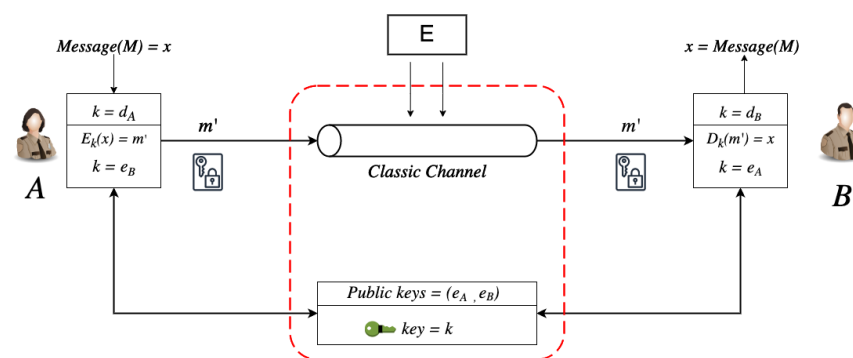 E
Message(M) = x
x = Message(M)
k = d_A
E_k(x) = m'
k = e_B
A
m'
Classic Channel
m'
k = d_B
D_k(m') = x
k = e_A
B
Public keys = (e_A , e_B)
key = k